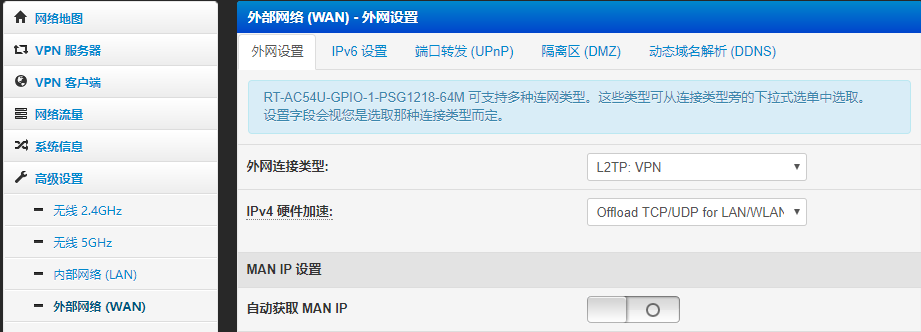 网络地图
VPN 服务器
VPN 客户端
网络流量
系统信息
高级设置
无线 2.4GHz
无线 5GHz
内部网络 (LAN)
外部网络 (WAN)
外部网络 (WAN) - 外网设置
外网设置 IPv6 设置 端口转发 (UPnP) 隔离区 (DMZ) 动态域名解析 (DDNS)
RT-AC54U-GPIO-1-PSG1218-64M 可支持多种连网类型。这些类型可从连接类型旁的下拉式选单中选取。
设置字段会视您是选取那种连接类型而定。
外网连接类型: L2TP: VPN
IPv4 硬件加速: Offload TCP/UDP for LAN/WLAN
MAN IP 设置
自动获取 MAN IP